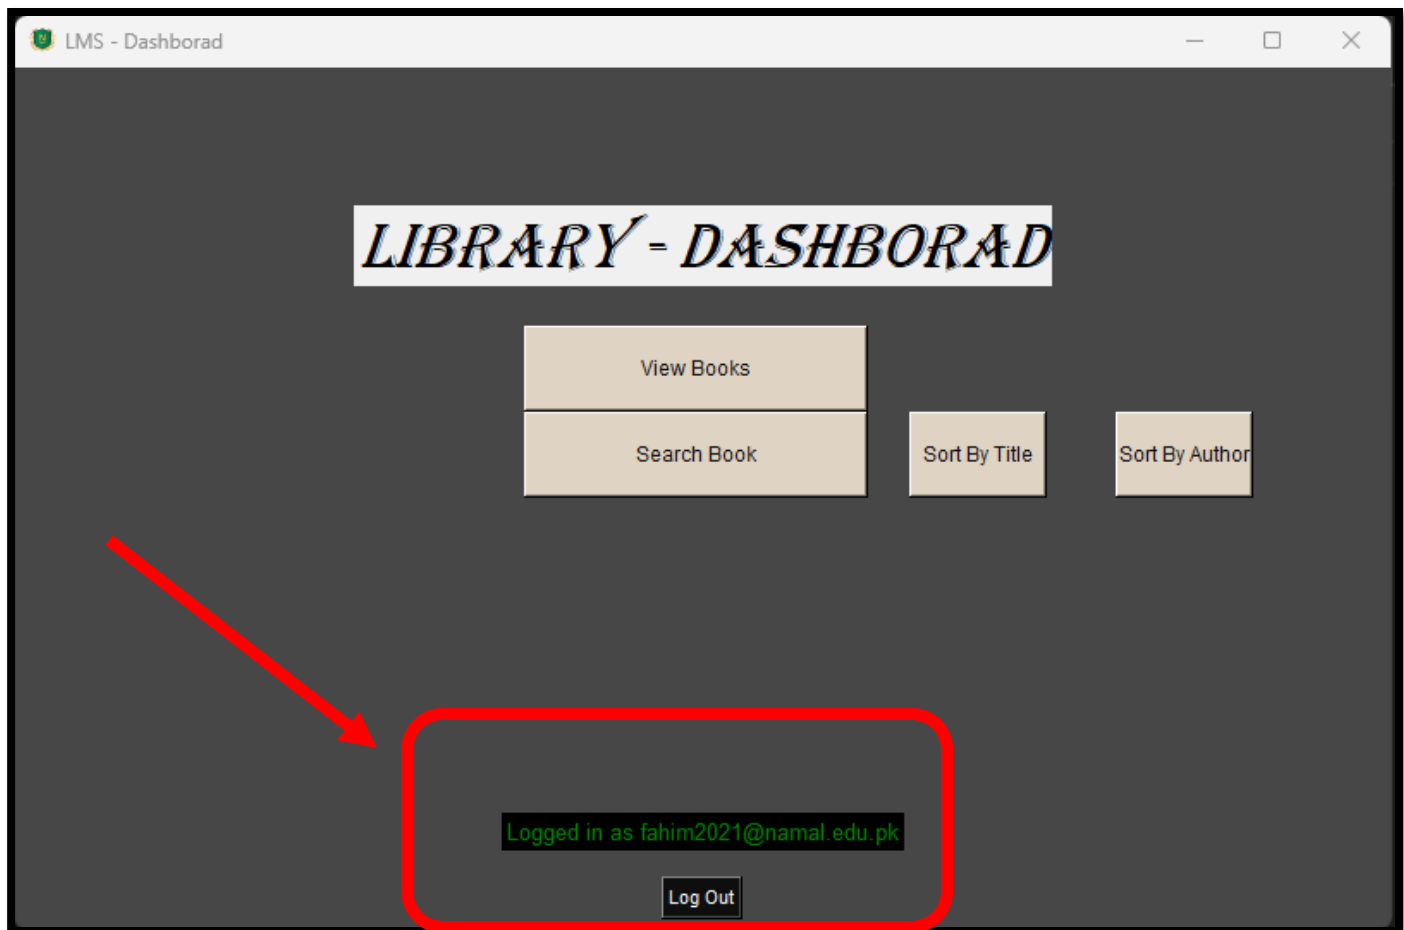 LMS - Dashborad
LIBRARY - DASHBORAD
View Books
Search Book
Sort By Title
Sort By Author
Logged in as fahim2021@namal.edu.pk
Log Out